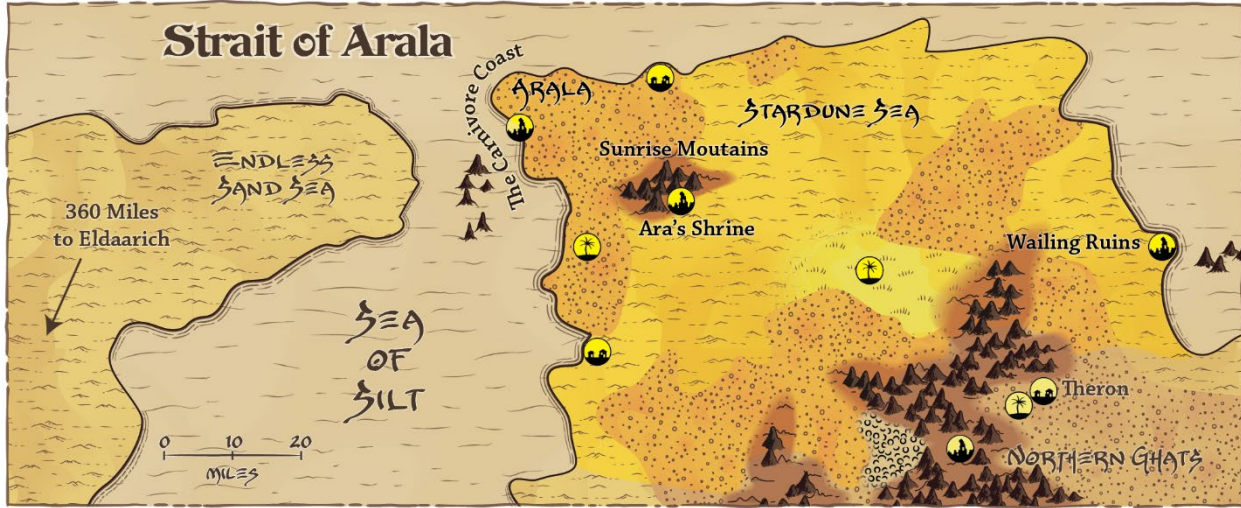 Strait of Arala
The Carnivore Coast
ARALA
STARDUNE SEA
Sunrise Moutains
ENDLESS
SAND SEA
360 Miles
to Eldaarich
Ara's Shrine
Wailing Ruins
SEA
OF
SILT
Theron
0 10 20
MILES
NORTHERN GHATS